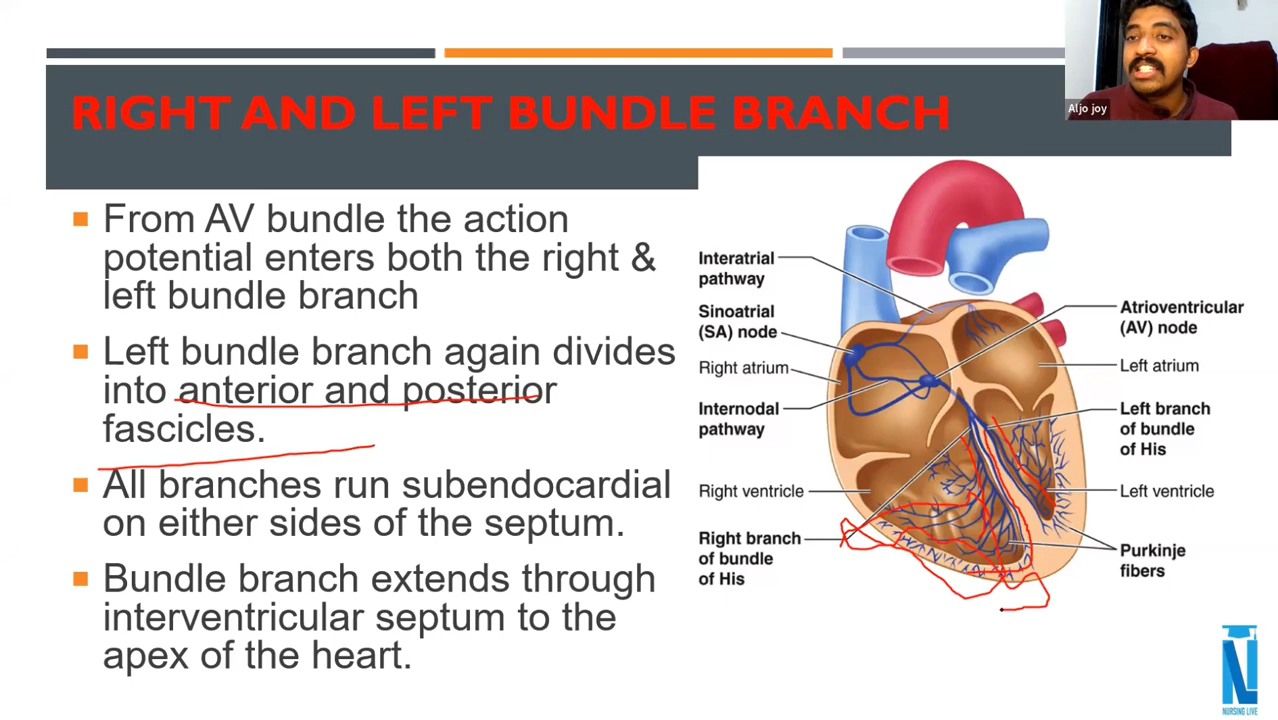 Aljo joy
RIGHT AND LEFT BUNDLE BRANCH
■ From AV bundle the action
potential enters both the right &
left bundle branch
■ Left bundle branch again divides
into anterior and posterior
fascicles.
■ All branches run subendocardial
on either sides of the septum.
■ Bundle branch extends through
interventricular septum to the
apex of the heart.
Interatrial
pathway
Sinoatrial
(SA) node
Right atrium
Internodal
pathway
Right ventricle
Right branch
of bundle
of His
Atrioventricular
(AV) node
Left atrium
Left branch
of bundle
of His
Left ventricle
Purkinje
fibers
NURSING LIVE